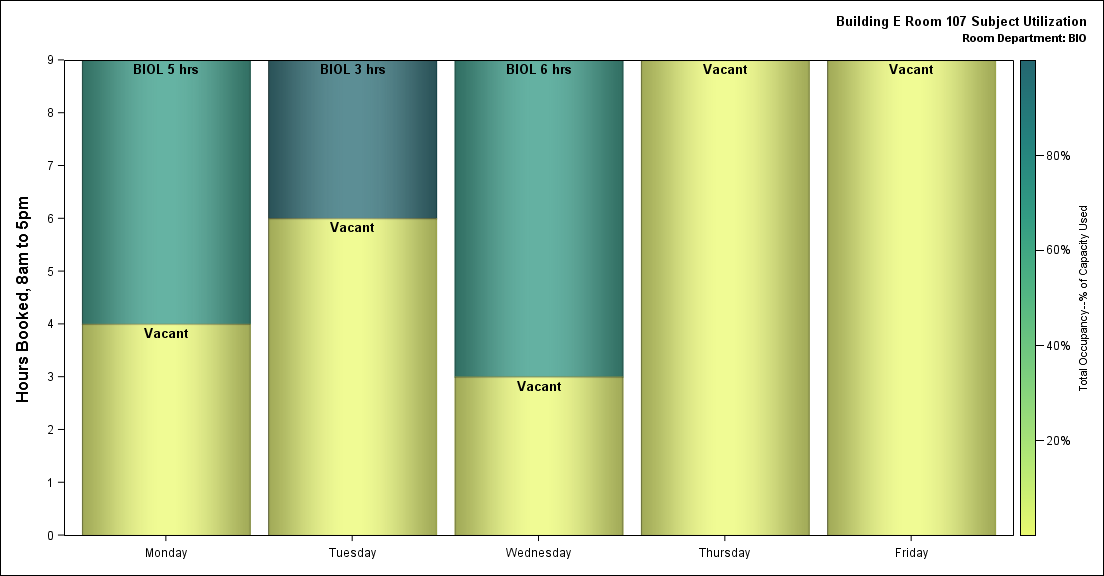 Building E Room 107 Subject Utilization
Room Department: BIO
Hours Booked, 8am to 5pm
9
8
7
6
5
4
3
2
1
0
BIOL 5 hrs
Vacant
BIOL 3 hrs
Vacant
BIOL 6 hrs
Vacant
Vacant
Vacant
Monday
Tuesday
Wednesday
Thursday
Friday
80%
60%
40%
20%
Total Occupancy--% of Capacity Used